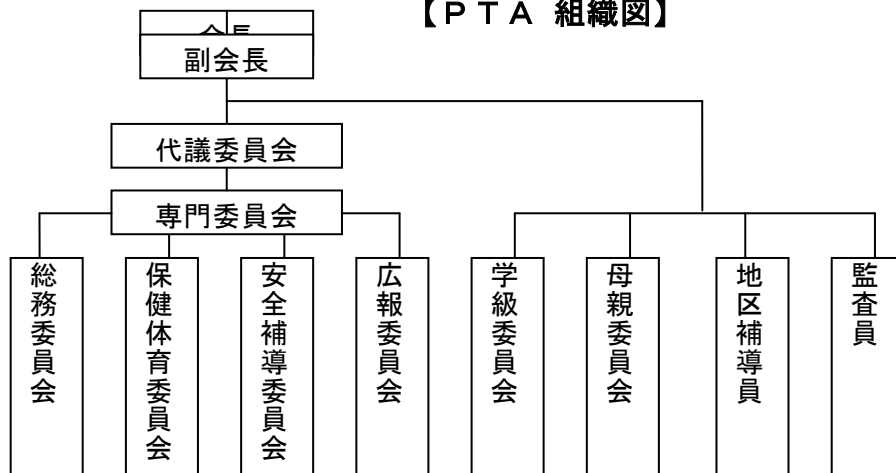 【ＰＴＡ 組織図】
会長
副会長
代議委員会
専門委員会
総務委員会
保健体育委員会
安全補導委員会
広報委員会
学級委員会
母親委員会
地区補導員
監査員